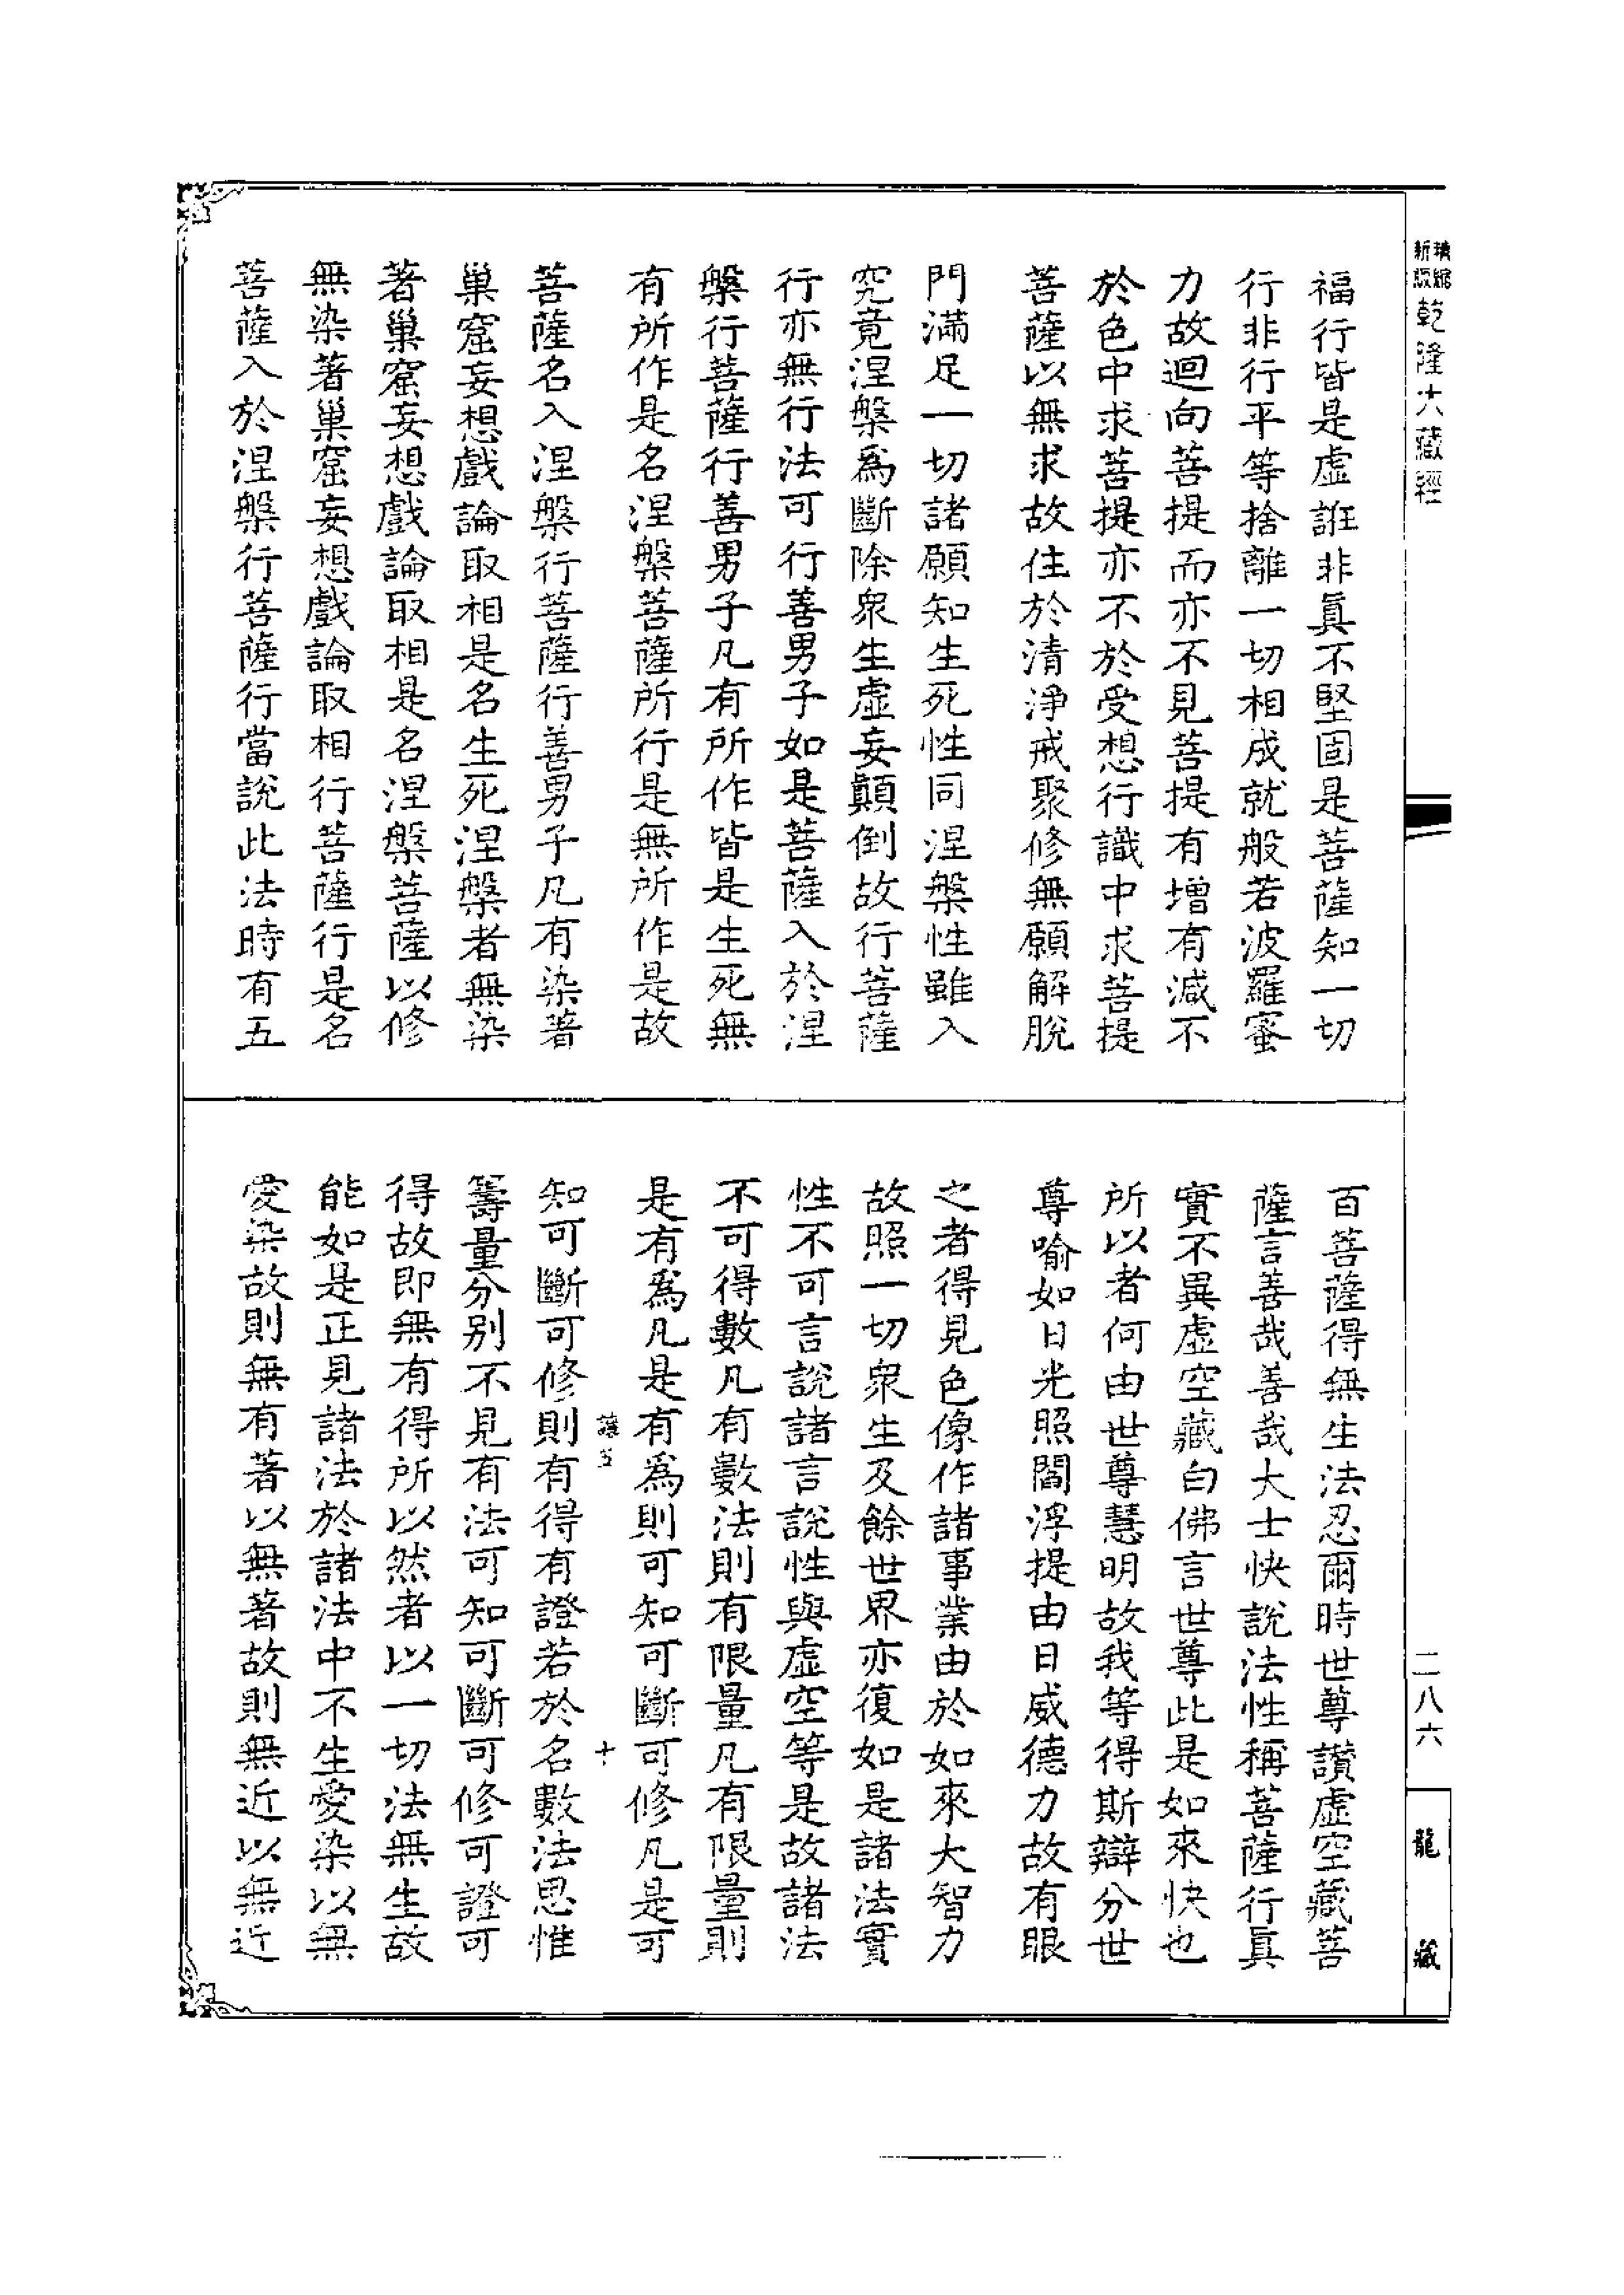 乾隆大藏經
福行皆是虛誑非眞不堅固是菩薩知一切
行非行平等捨離一切相成就般若波羅蜜
力故迴向菩提而亦不見菩提有增有減不
於色中求菩提亦不於受想行識中求菩提
菩薩以無求故住於清淨戒聚修無願解脫
門滿足一切諸願知生死性同涅槃性雖入
究竟涅槃爲斷除衆生虛妄顚倒故行菩薩
行亦無行法可行善男子如是菩薩入於涅
槃行菩薩行善男子凡有所作皆是生死無
有所作是名涅槃菩薩所行是無所作是故
菩薩名入涅槃行菩薩行善男子凡有染著
巢窟妄想戲論取相是名生死涅槃者無染
著巢窟妄想戲論取相是名涅槃菩薩以修
無染著巢窟妄想戲論取相行菩薩行是名
菩薩入於涅槃行菩薩行當說此法時有五
百菩薩得無生法忍爾時世尊讚虛空藏菩
薩言善哉善哉大士快說法性稱菩薩行眞
實不異虛空藏白佛言世尊此是如來快也
所以者何由世尊慧明故我等得斯辯分世
尊喻如日光照閻浮提由日威德力故有眼
之者得見色像作諸事業由於如來大智力
故照一切衆生及餘世界亦復如是諸法實
性不可言說諸言說性與虛空等是故諸法
不可得數凡有數法則有限量凡有限量則
是有爲凡是有爲則可知可斷可修凡是可
十
知可斷可修則有得有證若於名數法思惟
籌量分別不見有法可知可斷可修可證可
得故即無有得所以然者以一切法無生故
能如是正見諸法於諸法中不生愛染以無
愛染故則無有著以無著故則無近以無近
二八六
龍藏